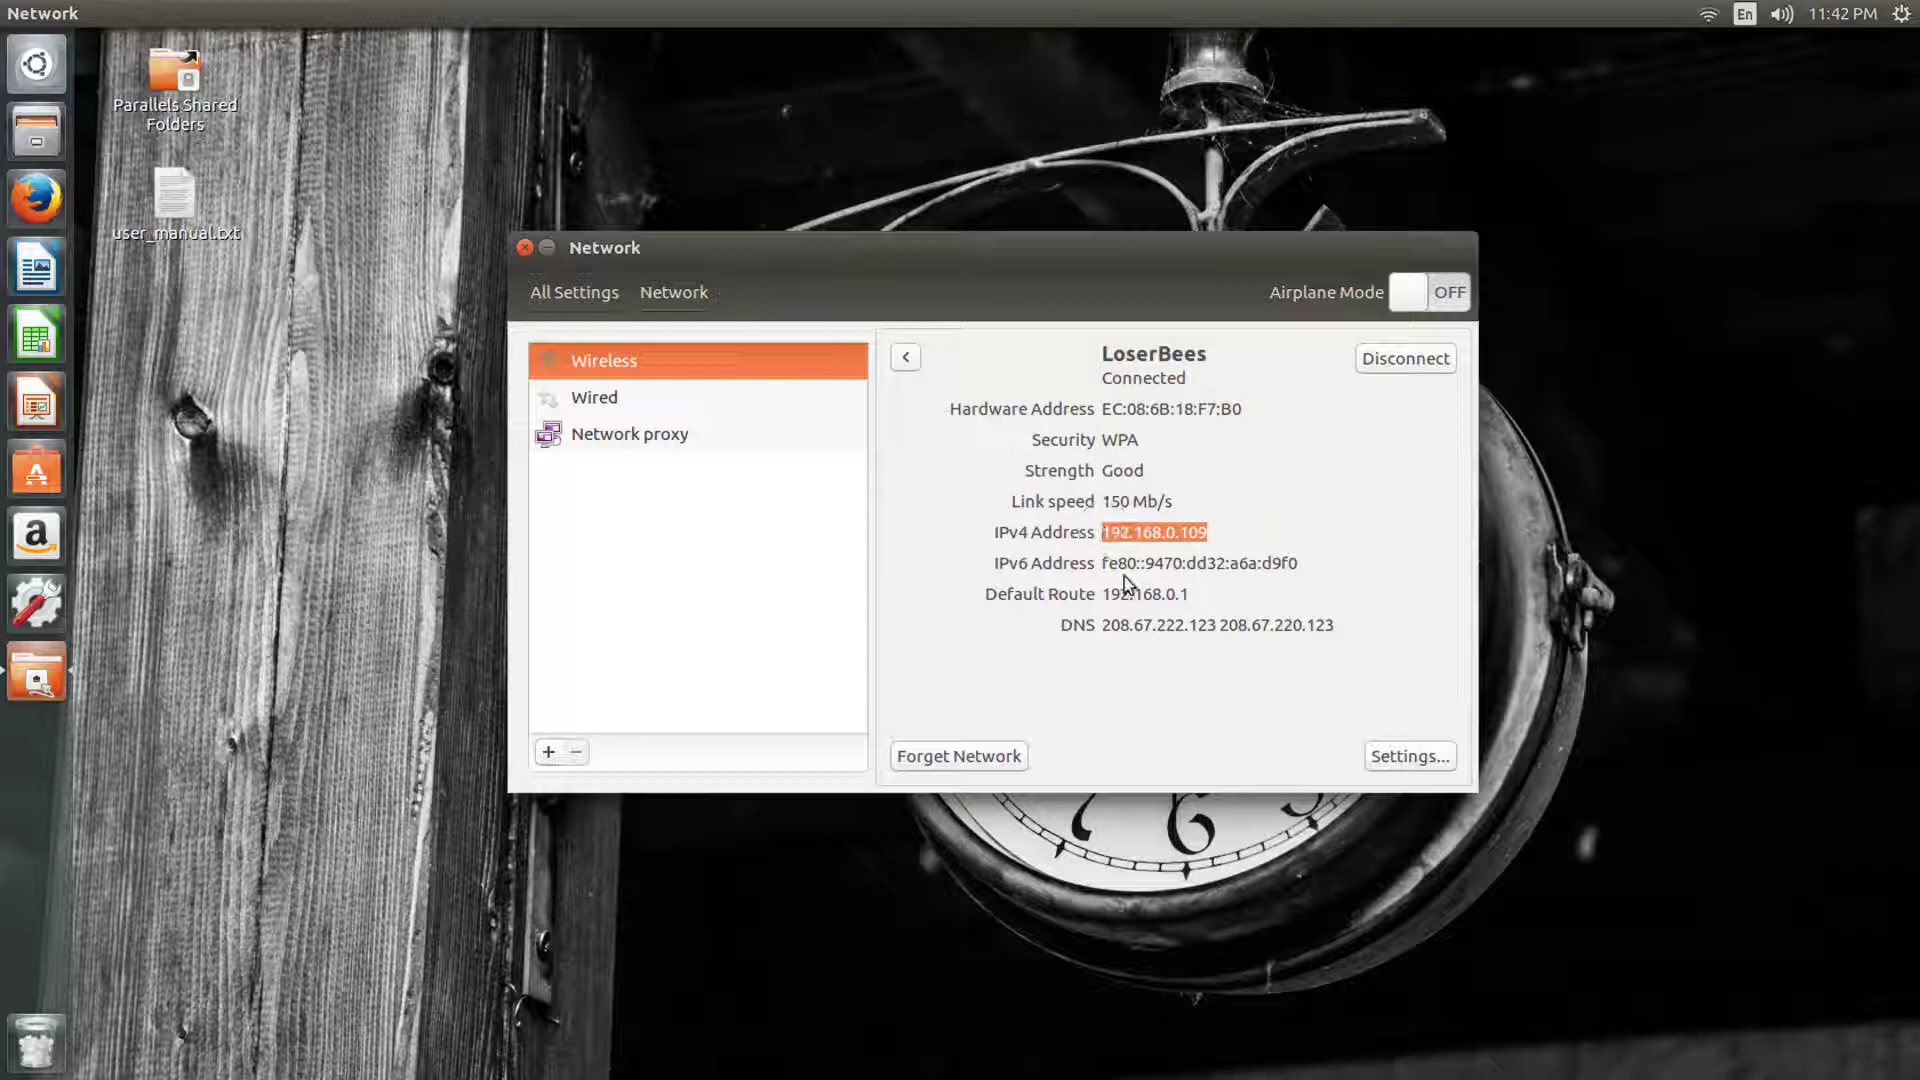 Network
En
11:42 PM
Parallels Shared
Folders
user_manual.txt
Network
All Settings
Network
Airplane Mode
OFF
Wireless
Wired
Network proxy
LoserBees
Connected
Disconnect
Hardware Address EC:08:6B:18:F7:B0
Security WPA
Strength Good
Link speed 150 Mb/s
IPv4 Address 192.168.0.109
IPv6 Address fe80::9470:dd32:a6a:d9f0
Default Route 192.168.0.1
DNS 208.67.222.123 208.67.220.123
Forget Network
Settings...